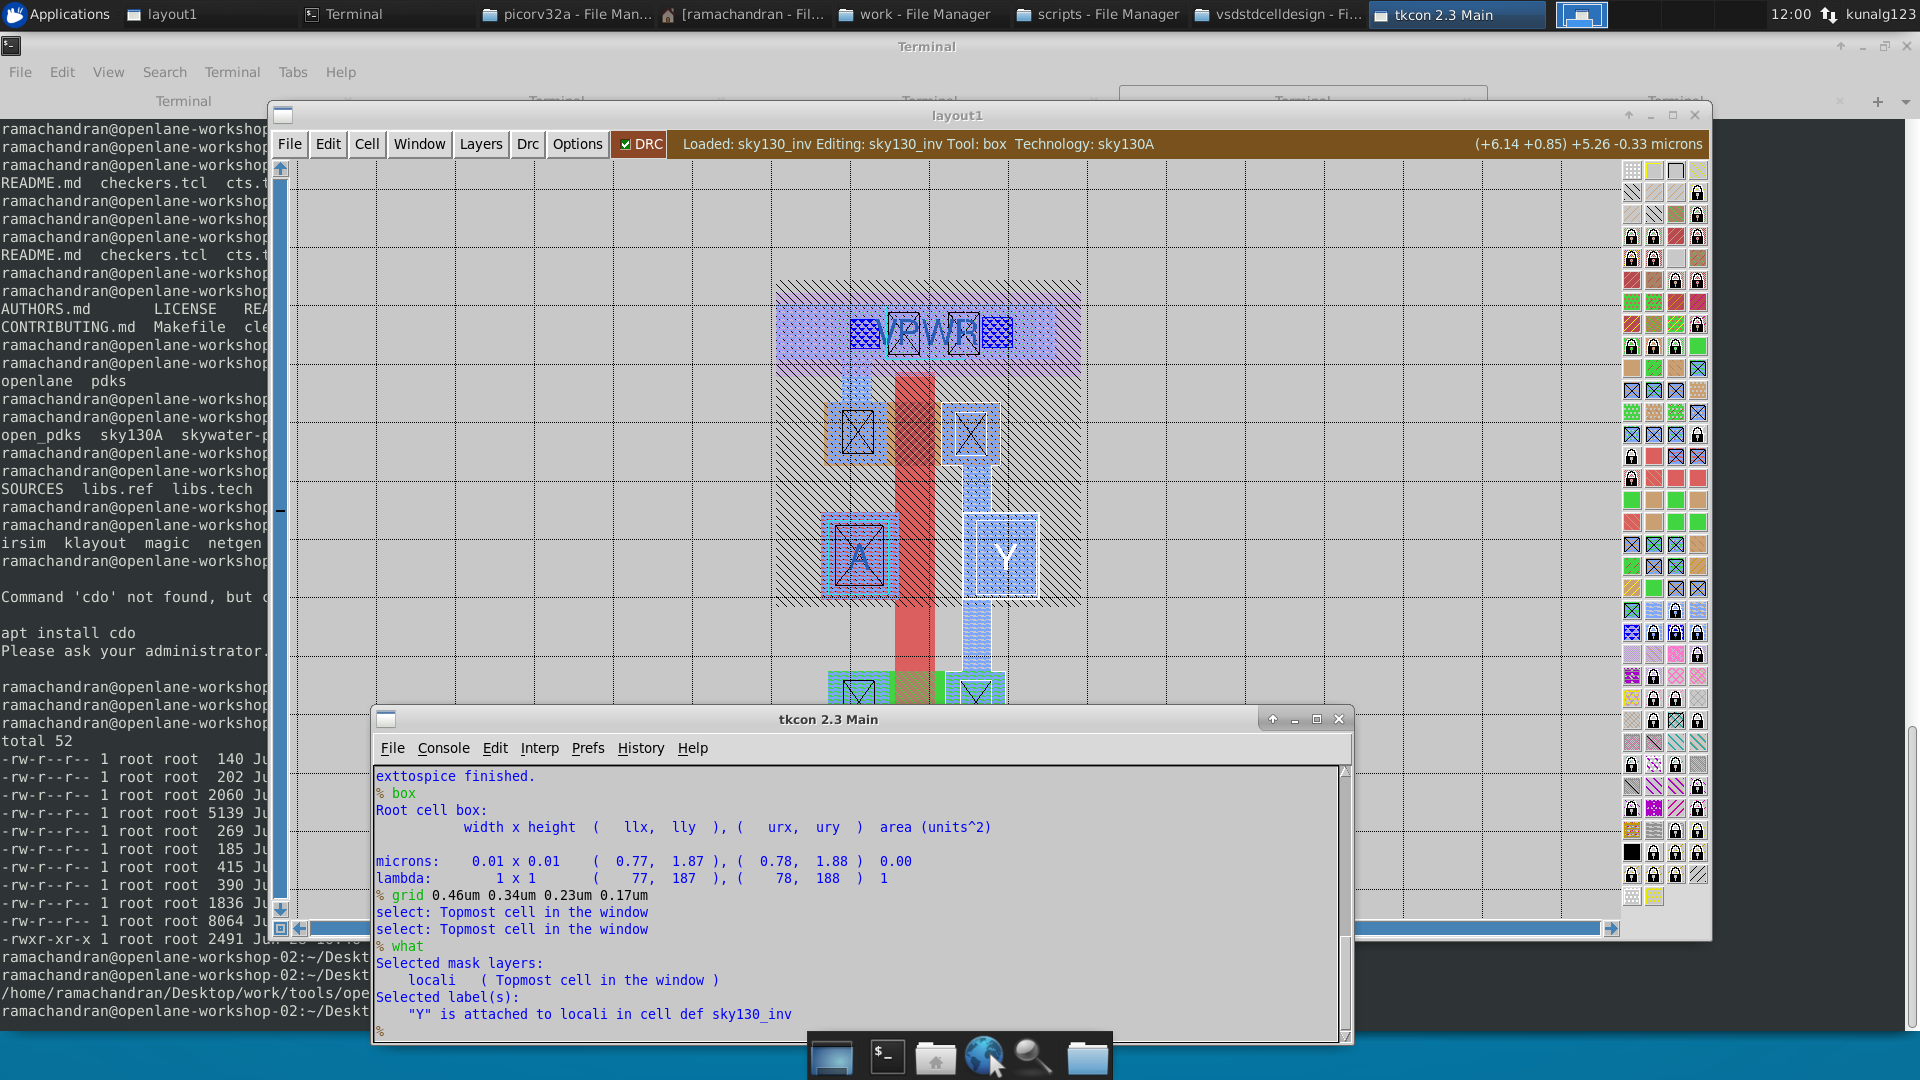 Applications
layout1
Terminal
picorv32a - File Man...
[ramachandran - Fil...
work - File Manager
scripts - File Manager
vsdstdcelldesign - Fi...
tkcon 2.3 Main
12:00
kunalg123
Terminal
File Edit View Search Terminal Tabs Help
Terminal
layout1
File Edit Cell Window Layers Drc Options DRC
Loaded: sky130_inv Editing: sky130_inv Tool: box Technology: sky130A
(+6.14 +0.85) +5.26 -0.33 microns
ramachandran@openlane-workshop
ramachandran@openlane-workshop
ramachandran@openlane-workshop
README.md checkers.tcl cts.t
ramachandran@openlane-workshop
ramachandran@openlane-workshop
ramachandran@openlane-workshop
README.md checkers.tcl cts.t
ramachandran@openlane-workshop
ramachandran@openlane-workshop
AUTHORS.md LICENSE REA
CONTRIBUTING.md Makefile cle
ramachandran@openlane-workshop
ramachandran@openlane-workshop
openlane pdks
ramachandran@openlane-workshop
ramachandran@openlane-workshop
open_pdks sky130A skywater-p
ramachandran@openlane-workshop
ramachandran@openlane-workshop
SOURCES libs.ref libs.tech
ramachandran@openlane-workshop
ramachandran@openlane-workshop
irsim klayout magic netgen
ramachandran@openlane-workshop
Command 'cdo' not found, but c
apt install cdo
Please ask your administrator.
ramachandran@openlane-workshop
ramachandran@openlane-workshop
ramachandran@openlane-workshop
total 52
-rw-r--r-- 1 root root 140 Ju
-rw-r--r-- 1 root root 202 Ju
-rw-r--r-- 1 root root 2060 Ju
-rw-r--r-- 1 root root 5139 Ju
-rw-r--r-- 1 root root 269 Ju
-rw-r--r-- 1 root root 185 Ju
-rw-r--r-- 1 root root 415 Ju
-rw-r--r-- 1 root root 390 Ju
-rw-r--r-- 1 root root 1836 Ju
-rw-r--r-- 1 root root 8064 Ju
-rwxr-xr-x 1 root root 2491
ramachandran@openlane-workshop-02:~/Deskt
ramachandran@openlane-workshop-02:~/Deskt
/home/ramachandran/Desktop/work/tools/ope
ramachandran@openlane-workshop-02:~/Deskt
VPWR
A
Y
tkcon 2.3 Main
File Console Edit Interp Prefs History Help
exttospice finished.
% box
Root cell box:
width x height ( llx, lly ), ( urx, ury ) area (units^2)
microns: 0.01 x 0.01 ( 0.77, 1.87 ), ( 0.78, 1.88 ) 0.00
lambda: 1 x 1 ( 77, 187 ), ( 78, 188 ) 1
% grid 0.46um 0.34um 0.23um 0.17um
select: Topmost cell in the window
select: Topmost cell in the window
% what
Selected mask layers:
locali ( Topmost cell in the window )
Selected label(s):
"Y" is attached to locali in cell def sky130_inv
%